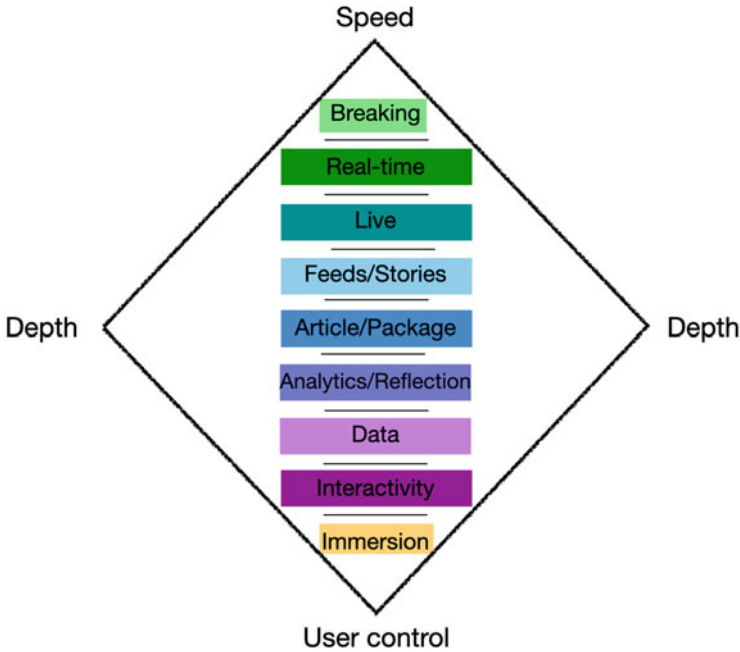 Speed
Breaking
Real-time
Live
Feeds/Stories
Depth
Article/Package
Depth
Analytics/Reflection
Data
Interactivity
Immersion
User control